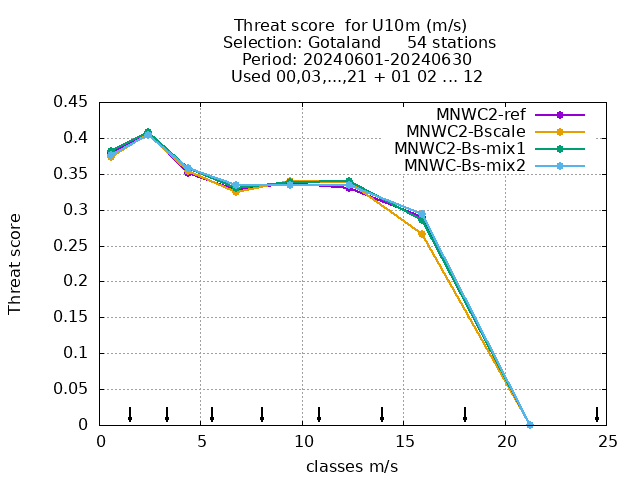 Threat score  for U10m (m/s)
Selection: Gotaland     54 stations
Period: 20240601-20240630
Used 00,03,...,21 + 01 02 ... 12
MNWC2-ref
MNWC2-Bscale
MNWC2-Bs-mix1
MNWC-Bs-mix2
Threat score
0.45
0.4
0.35
0.3
0.25
0.2
0.15
0.1
0.05
0
0 5 10 15 20 25
classes m/s